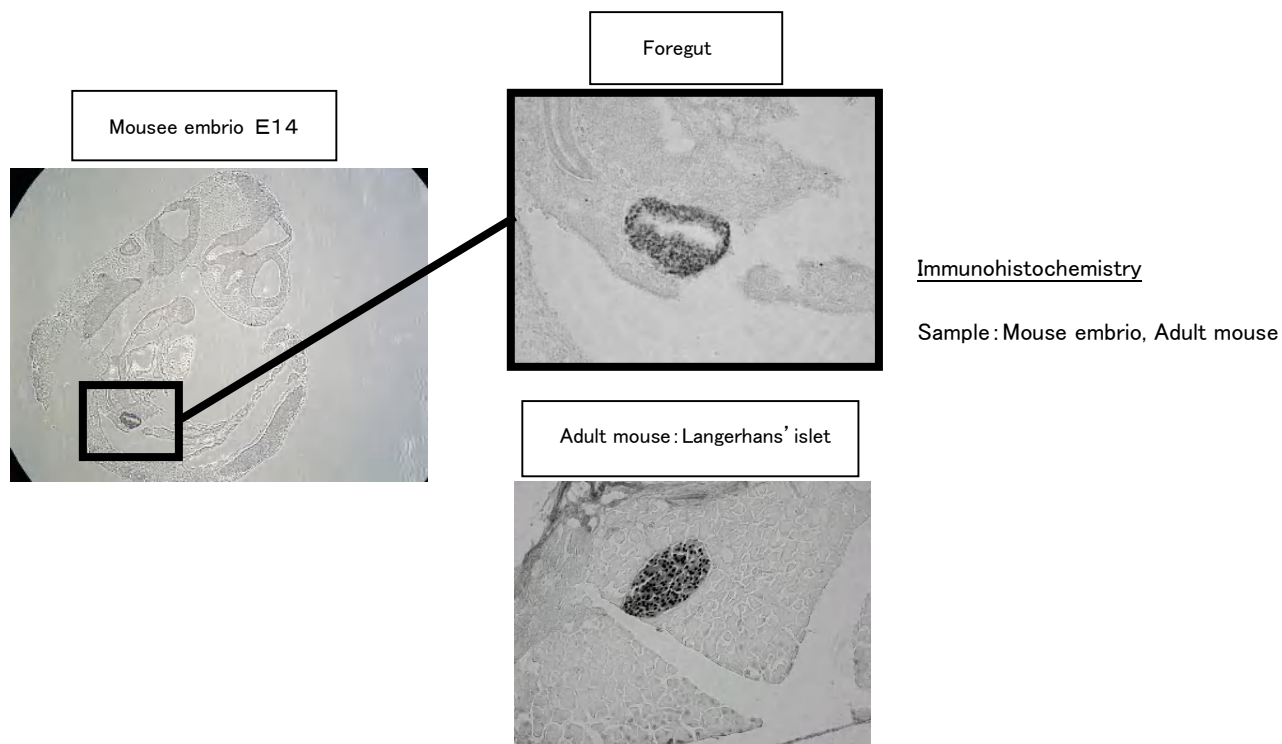 Foregut
Mousee embrio E14
Immunohistochemistry
Sample: Mouse embrio, Adult mouse
Adult mouse: Langerhans' islet